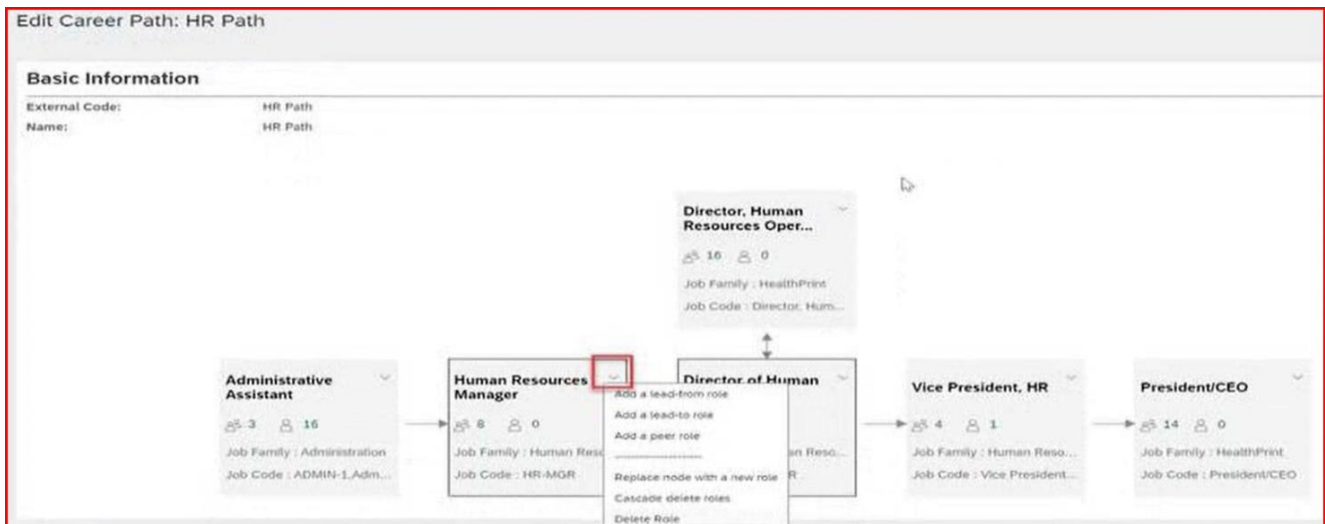 Edit Career Path: HR Path
Basic Information
External Code: HR Path
Name: HR Path
Director, Human
Resources Oper...
16 0
Job Family : HealthPrint
Job Code : Director, Hum...
Administrative
Assistant
3 16
Job Family : Administration
Job Code : ADMIN-1,Adm...
Human Resources
Manager
8 0
Job Family : Human Reso
Job Code : HR-MGR
Add a lead-from role
Add a lead-to role
Add a peer role
--------------------
Replace node with a new role
Cascade delete roles
Delete Role
Director of Human
an Reso...
R
Vice President, HR
4 1
Job Family : Human Reso...
Job Code : Vice President...
President/CEO
14 0
Job Family : HealthPrint
Job Code : President/CEO